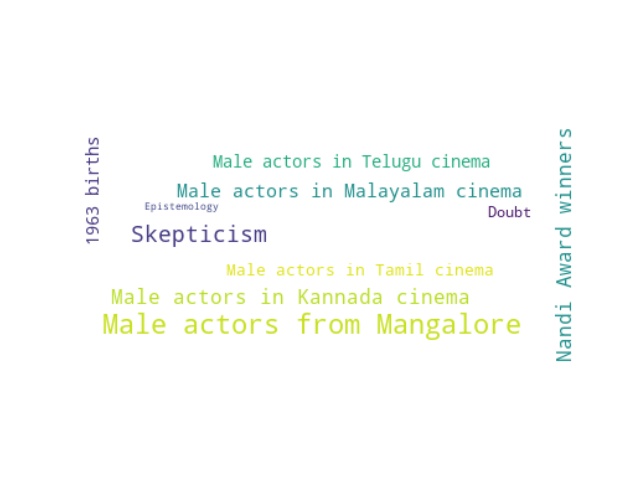 1963 births
Male actors in Telugu cinema
Male actors in Malayalam cinema
Epistemology
Doubt
Skepticism
Male actors in Tamil cinema
Male actors in Kannada cinema
Male actors from Mangalore
Nandi Award winners